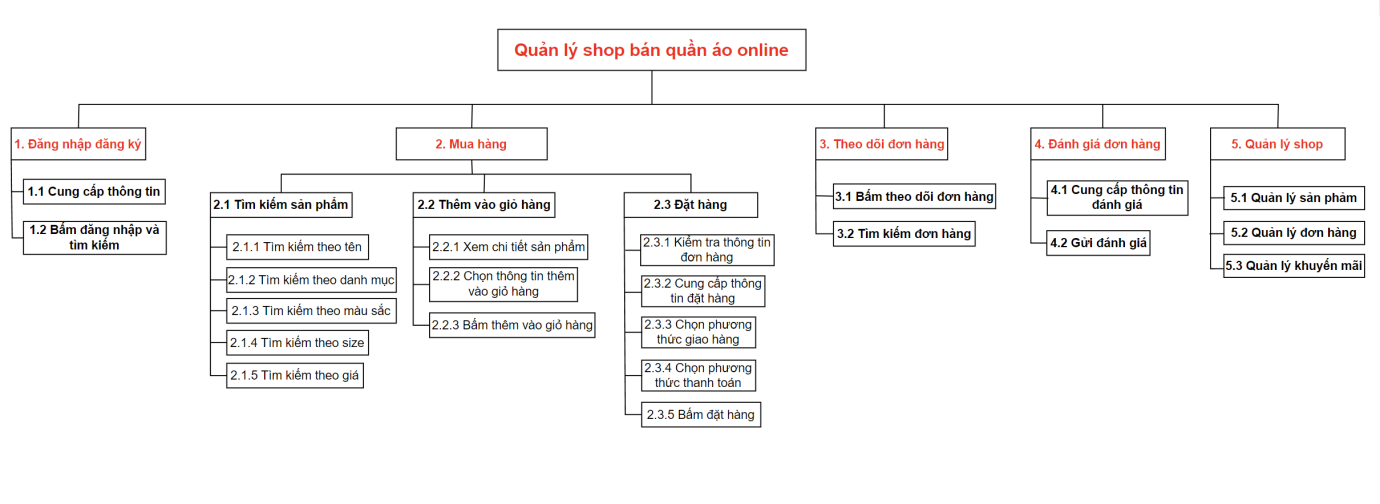 Quản lý shop bán quần áo online
1. Đăng nhập đăng ký
1.1 Cung cấp thông tin
1.2 Bấm đăng nhập và
tìm kiếm
2. Mua hàng
2.1 Tìm kiếm sản phẩm
2.1.1 Tìm kiếm theo tên
2.1.2 Tìm kiếm theo danh mục
2.1.3 Tìm kiếm theo màu sắc
2.1.4 Tìm kiếm theo size
2.1.5 Tìm kiếm theo giá
2.2 Thêm vào giỏ hàng
2.2.1 Xem chi tiết sản phẩm
2.2.2 Chọn thông tin thêm
vào giỏ hàng
2.2.3 Bấm thêm vào giỏ hàng
2.3 Đặt hàng
2.3.1 Kiểm tra thông tin
đơn hàng
2.3.2 Cung cấp thông
tin đặt hàng
2.3.3 Chọn phương
thức giao hàng
2.3.4 Chọn phương
thức thanh toán
2.3.5 Bấm đặt hàng
3. Theo dõi đơn hàng
3.1 Bấm theo dõi đơn hàng
3.2 Tìm kiếm đơn hàng
4. Đánh giá đơn hàng
4.1 Cung cấp thông tin
đánh giá
4.2 Gửi đánh giá
5. Quản lý shop
5.1 Quản lý sản phảm
5.2 Quản lý đơn hàng
5.3 Quản lý khuyến mãi